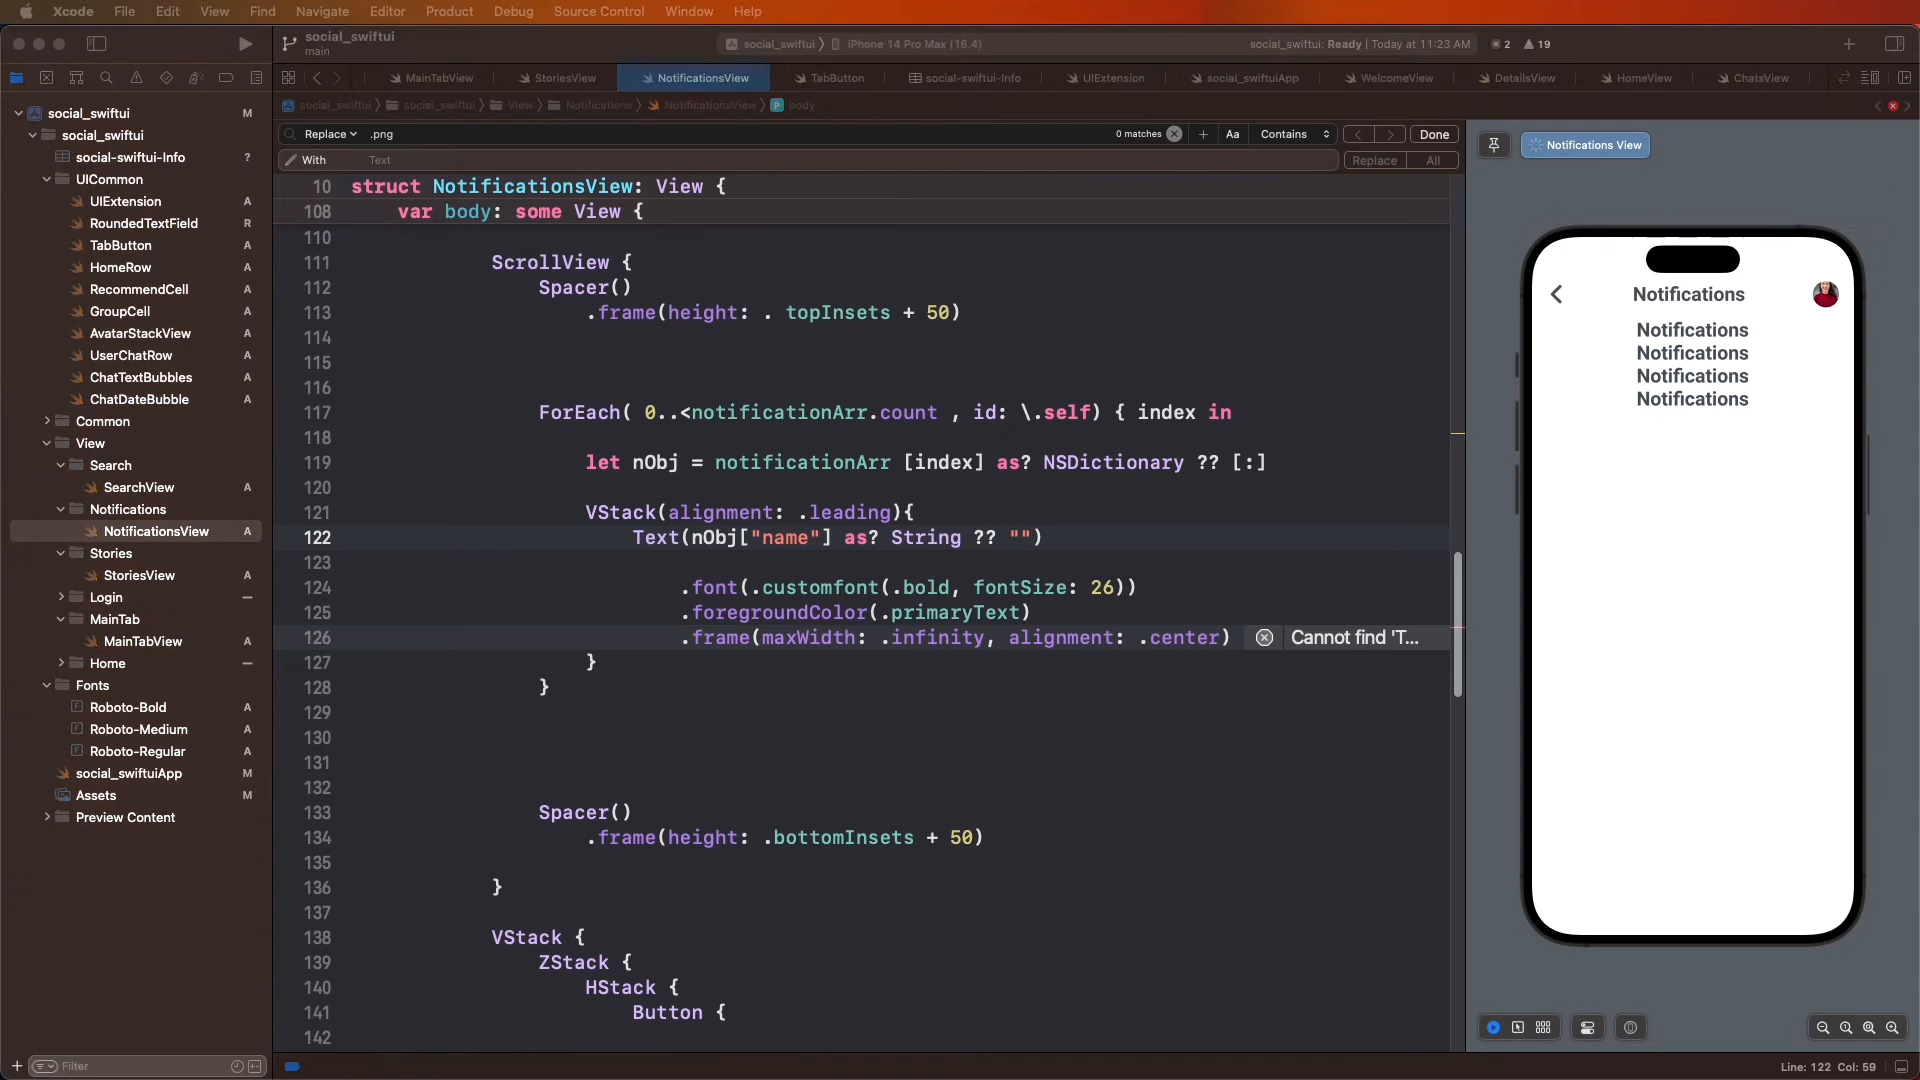 Xcode File Edit View Find Navigate Editor Product Debug Source Control Window Help
social_swiftui
main
social_swiftui 〉 iPhone 14 Pro Max (16.4)
social_swiftui: Ready | Today at 11:23 AM
2 19
MainTabView StoriesView NotificationsView TabButton social-swiftui-Info UIExtension social_swiftuiApp WelcomeView DetailsView HomeView ChatsView
social_swiftui 〉 social_swiftui 〉 View 〉 Notifications 〉 NotificationsView 〉 P body
Replace .png 0 matches Aa Contains Done
With Text Replace All
social_swiftui M
social_swiftui
social-swiftui-Info ?
UICommon
UIExtension A
RoundedTextField R
TabButton A
HomeRow A
RecommendCell A
GroupCell A
AvatarStackView A
UserChatRow A
ChatTextBubbles A
ChatDateBubble A
Common
View
Search
SearchView A
Notifications
NotificationsView A
Stories
StoriesView A
Login
MainTab
MainTabView A
Home
Fonts
Roboto-Bold A
Roboto-Medium A
Roboto-Regular A
social_swiftuiApp M
Assets M
Preview Content
Filter
10 struct NotificationsView: View {
108 var body: some View {
110
111 ScrollView {
112 Spacer()
113 .frame(height: . topInsets + 50)
114
115
116
117 ForEach( 0..<notificationArr.count , id: \.self) { index in
118
119 let nObj = notificationArr [index] as? NSDictionary ?? [:]
120
121 VStack(alignment: .leading){
122 Text(nObj["name"] as? String ?? "")
123
124 .font(.customfont(.bold, fontSize: 26))
125 .foregroundColor(.primaryText)
126 .frame(maxWidth: .infinity, alignment: .center) Cannot find 'T...
127 }
128 }
129
130
131
132
133 Spacer()
134 .frame(height: .bottomInsets + 50)
135
136 }
137
138 VStack {
139 ZStack {
140 HStack {
141 Button {
142
Notifications View
Notifications
Notifications
Notifications
Notifications
Notifications
Line: 122 Col: 59